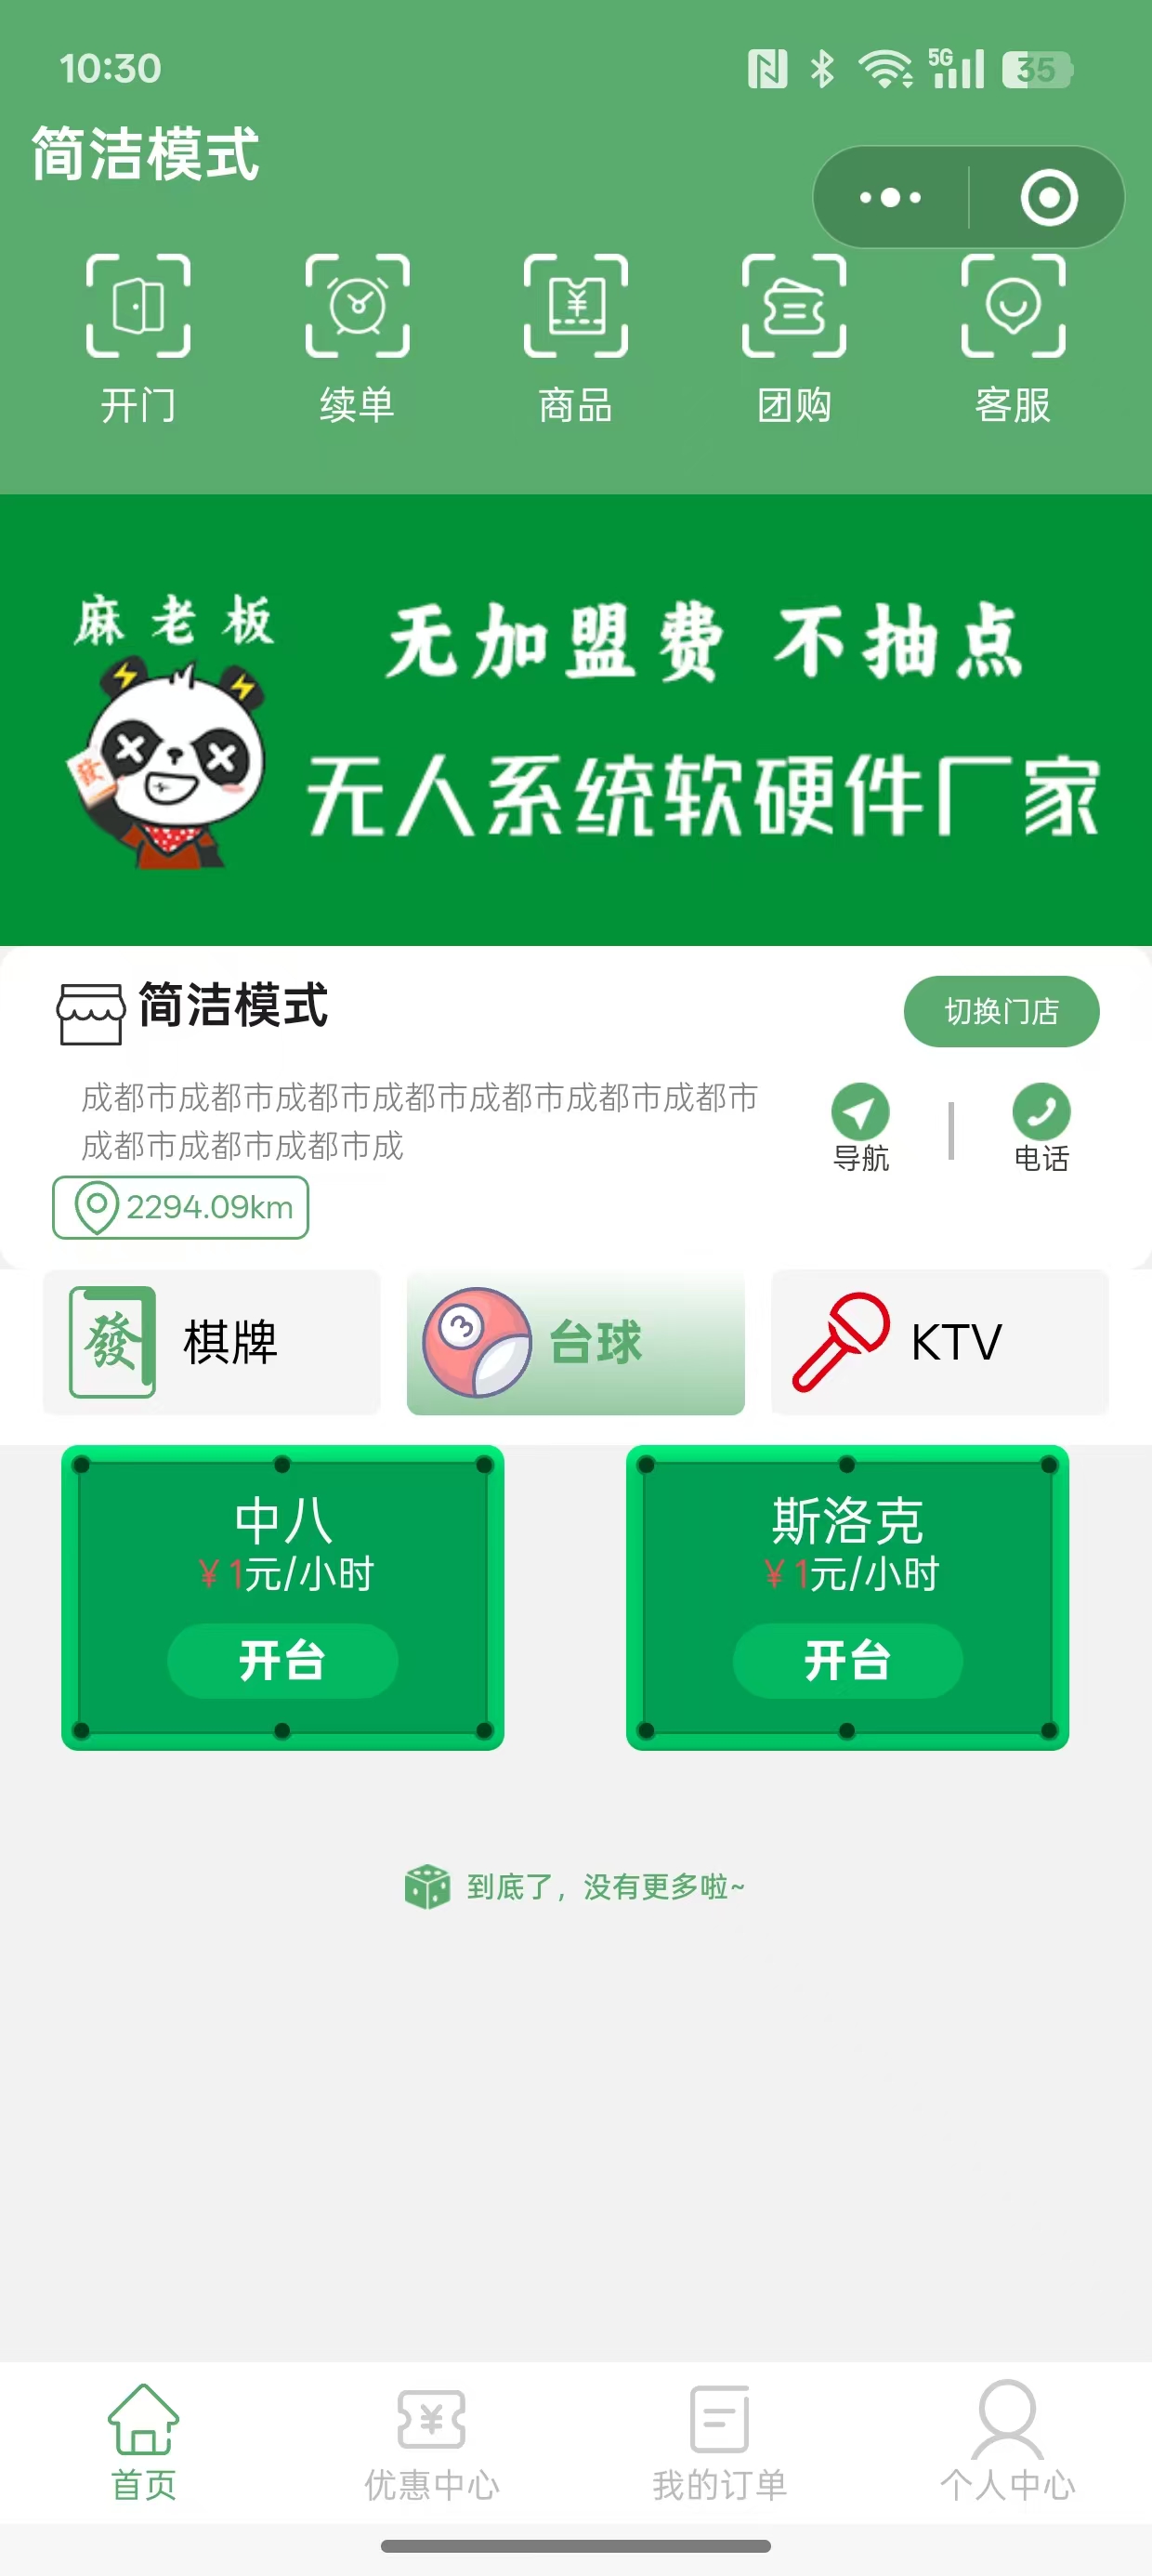 10:30
5G
35
简洁模式
开门 续单 商品 团购 客服
麻老板
无加盟费 不抽点
發
无人系统软硬件厂家
简洁模式
切换门店
成都市成都市成都市成都市成都市成都市成都市
成都市成都市成都市成
导航 电话
2294.09km
發 棋牌 3 台球 KTV
中八 斯洛克
¥1元/小时 ¥1元/小时
开台 开台
到底了，没有更多啦~
首页 优惠中心 我的订单 个人中心